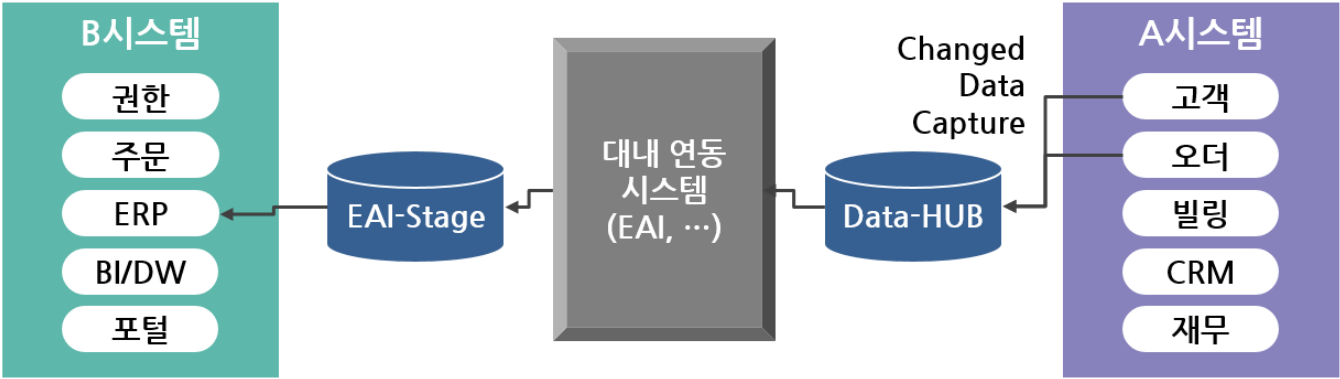 B시스템
권한
주문
ERP
BI/DW
포털
EAI-Stage
대내 연동
시스템
(EAI, …)
Changed
Data
Capture
Data-HUB
A시스템
고객
오더
빌링
CRM
재무